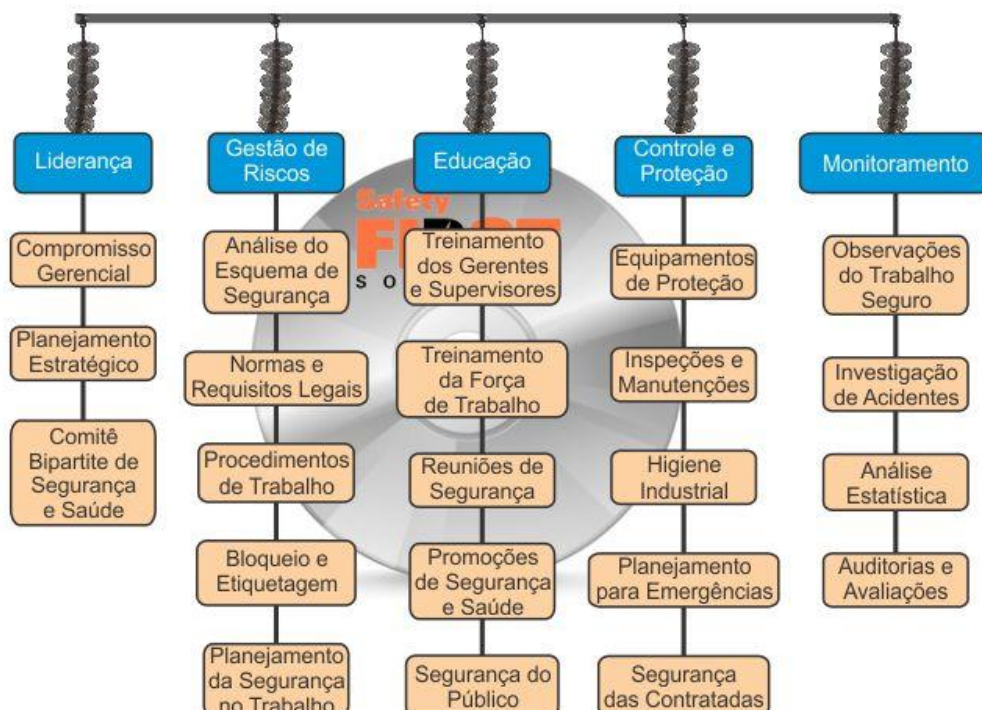 Liderança
Compromisso
Gerencial
Planejamento
Estratégico
Comitê
Bipartite de
Segurança
e Saúde
Gestão de
Riscos
Análise do
Esquema de
Segurança
Normas e
Requisitos Legais
Procedimentos
de Trabalho
Bloqueio e
Etiquetagem
Planejamento
da Segurança
no Trabalho
Safety
Educação
Treinamento
dos Gerentes
e Supervisores
Treinamento
da Força
de Trabalho
Reuniões de
Segurança
Promoções
de Segurança
e Saúde
Segurança do
Público
Controle e
Proteção
Equipamentos
de Proteção
Inspeções e
Manutenções
Higiene
Industrial
Planejamento
para Emergências
Segurança
das Contratadas
Monitoramento
Observações
do Trabalho
Seguro
Investigação
de Acidentes
Análise
Estatística
Auditorias e
Avaliações